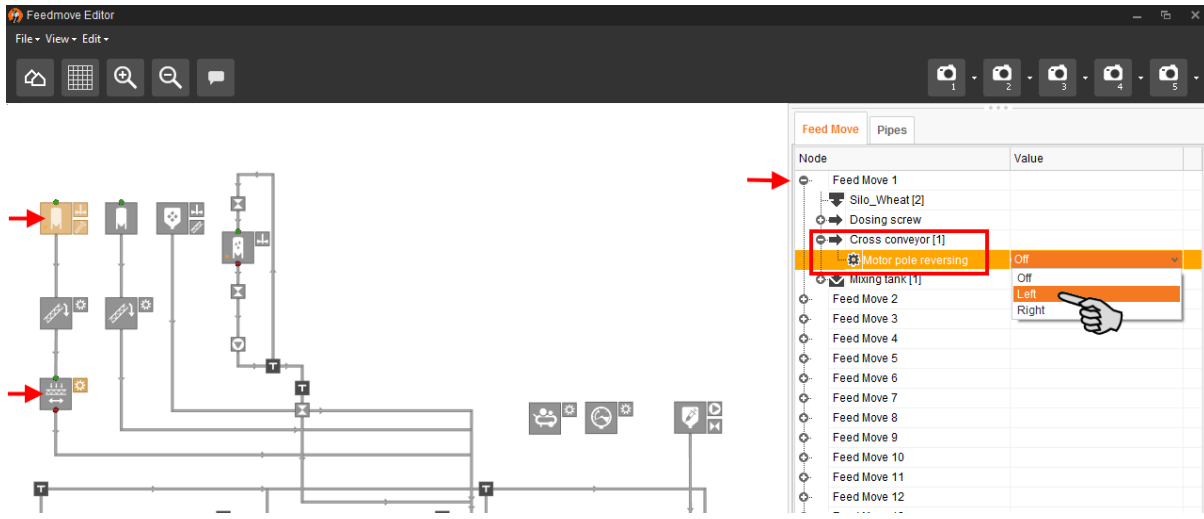 Feedmove Editor
File View Edit
1 2 3 4 5
Feed Move Pipes
Node Value
Feed Move 1
Silo_Wheat [2]
Dosing screw
Cross conveyor [1]
Motor pole reversing Off
Mixing tank [1] Off
Feed Move 2 Left
Feed Move 3 Right
Feed Move 4
Feed Move 5
Feed Move 6
Feed Move 7
Feed Move 8
Feed Move 9
Feed Move 10
Feed Move 11
Feed Move 12
T
T
T
T